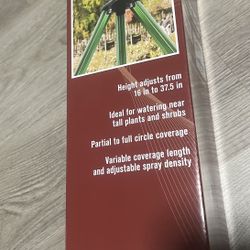 Height adjusts from
16 in to 37.5 in
Ideal for watering near
tall plants and shrubs
Partial to full circle coverage
Variable coverage length
and adjustable spray density